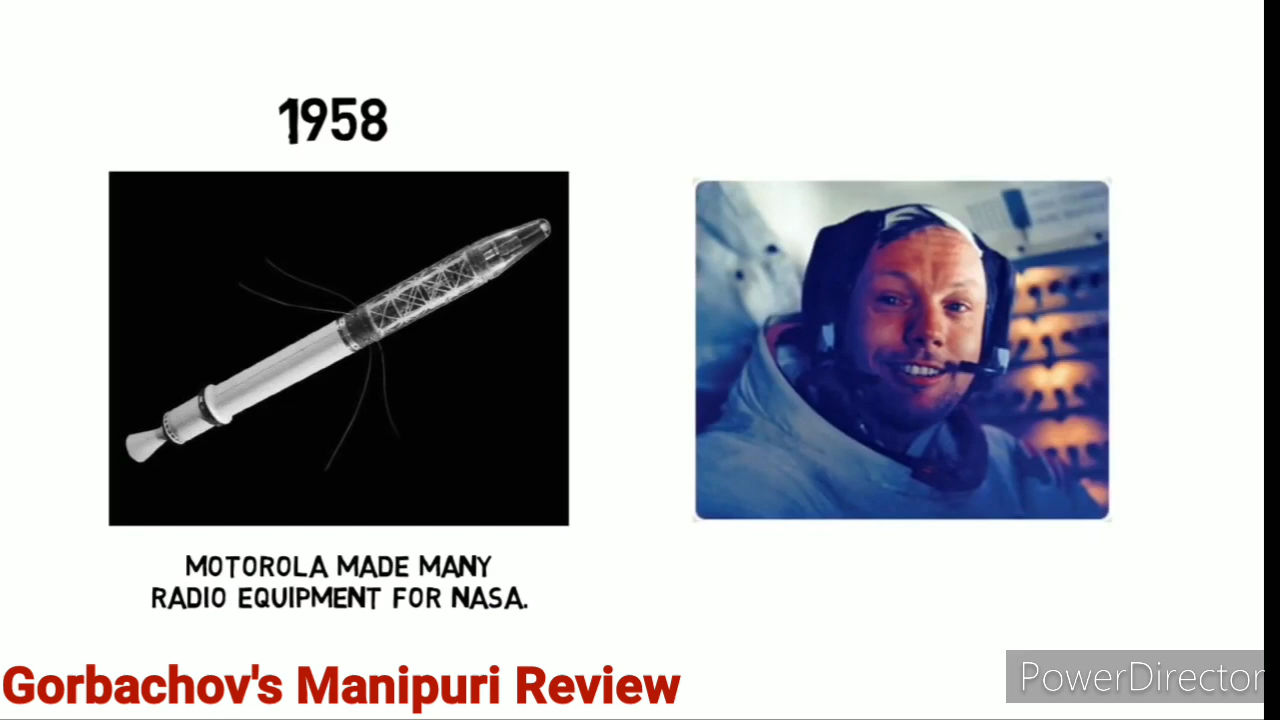 1958
MOTOROLA MADE MANY
RADIO EQUIPMENT FOR NASA.
Gorbachov's Manipuri Review
PowerDirector